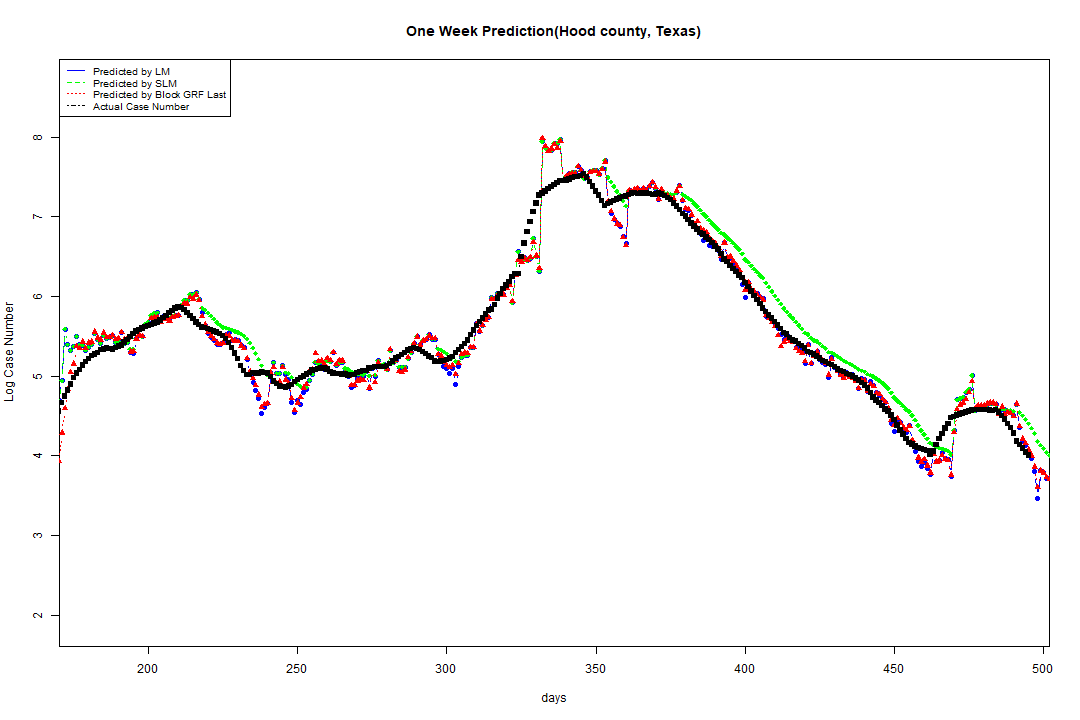 One Week Prediction(Hood county, Texas)
Predicted by LM
Predicted by SLM
Predicted by Block GRF Last
Actual Case Number
8
7
6
5
4
3
2
Log Case Number
200 250 300 350 400 450 500
days